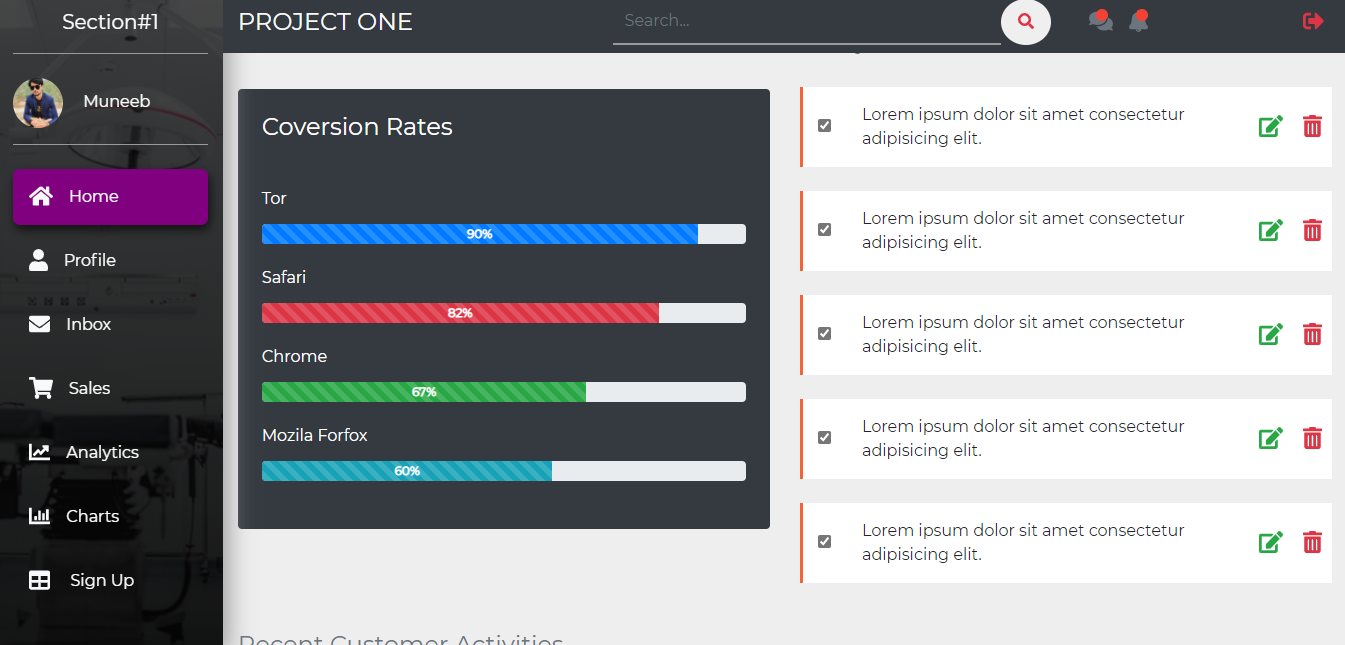 Section#1
PROJECT ONE
Search...
Muneeb
Home
Profile
Inbox
Sales
Analytics
Charts
Sign Up
Coversion Rates
Tor
90%
Safari
82%
Chrome
67%
Mozila Forfox
60%
Lorem ipsum dolor sit amet consectetur
adipisicing elit.
Lorem ipsum dolor sit amet consectetur
adipisicing elit.
Lorem ipsum dolor sit amet consectetur
adipisicing elit.
Lorem ipsum dolor sit amet consectetur
adipisicing elit.
Lorem ipsum dolor sit amet consectetur
adipisicing elit.
Recent Customer Activities